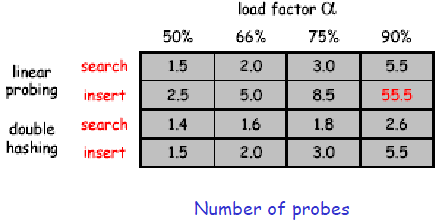 load factor α
50% 66% 75% 90%
linear probing search 1.5 2.0 3.0 5.5
insert 2.5 5.0 8.5 55.5
double hashing search 1.4 1.6 1.8 2.6
insert 1.5 2.0 3.0 5.5
Number of probes